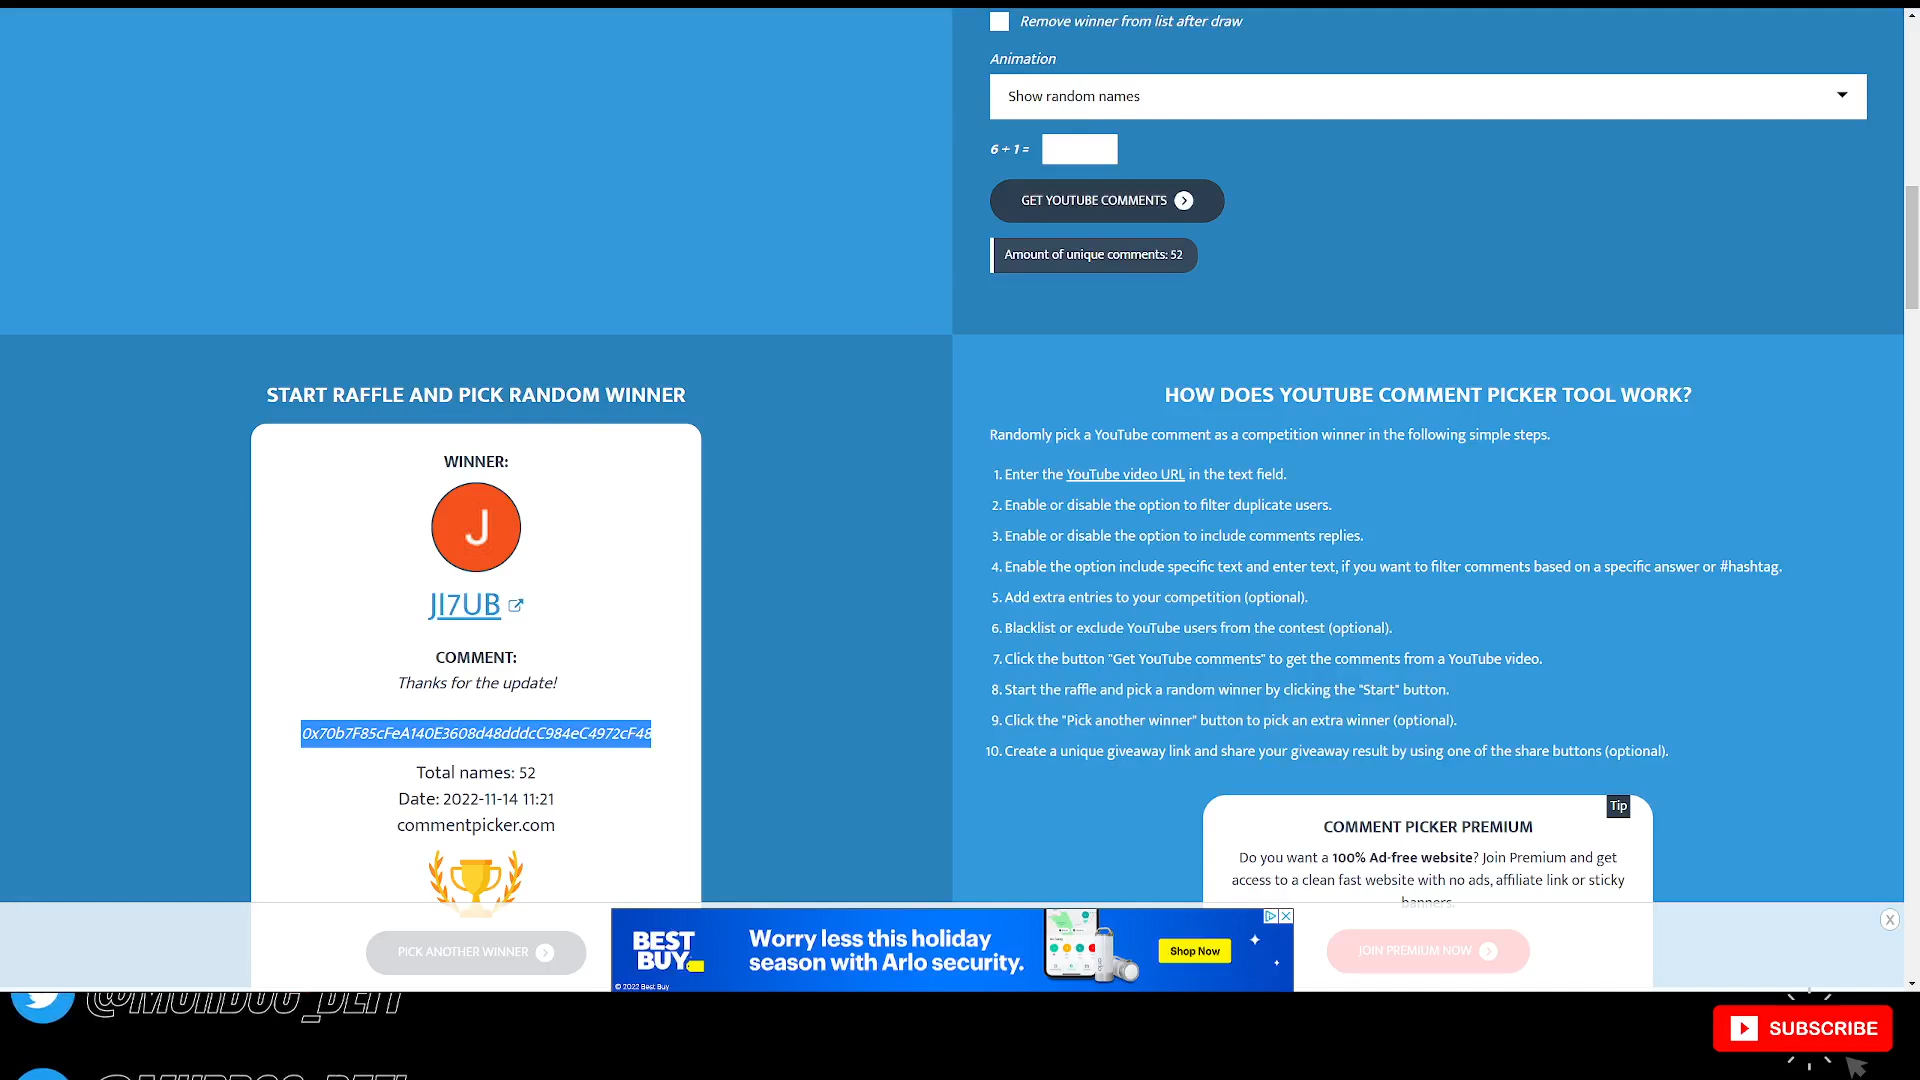 Remove winner from list after draw
Animation
Show random names
6 + 1 =
GET YOUTUBE COMMENTS
Amount of unique comments: 52
START RAFFLE AND PICK RANDOM WINNER
WINNER:
J
JI7UB
COMMENT:
Thanks for the update!
0x70b7F85cFeA140E3608d48dddcC984eC4972cF48
Total names: 52
Date: 2022-11-14 11:21
commentpicker.com
PICK ANOTHER WINNER
HOW DOES YOUTUBE COMMENT PICKER TOOL WORK?
Randomly pick a YouTube comment as a competition winner in the following simple steps.
1. Enter the YouTube video URL in the text field.
2. Enable or disable the option to filter duplicate users.
3. Enable or disable the option to include comments replies.
4. Enable the option include specific text and enter text, if you want to filter comments based on a specific answer or #hashtag.
5. Add extra entries to your competition (optional).
6. Blacklist or exclude YouTube users from the contest (optional).
7. Click the button "Get YouTube comments" to get the comments from a YouTube video.
8. Start the raffle and pick a random winner by clicking the "Start" button.
9. Click the "Pick another winner" button to pick an extra winner (optional).
10. Create a unique giveaway link and share your giveaway result by using one of the share buttons (optional).
Tip
COMMENT PICKER PREMIUM
Do you want a 100% Ad-free website? Join Premium and get
access to a clean fast website with no ads, affiliate link or sticky
banners.
JOIN PREMIUM NOW
BEST
BUY
Worry less this holiday
season with Arlo security.
Shop Now
© 2022 Best Buy
X
SUBSCRIBE